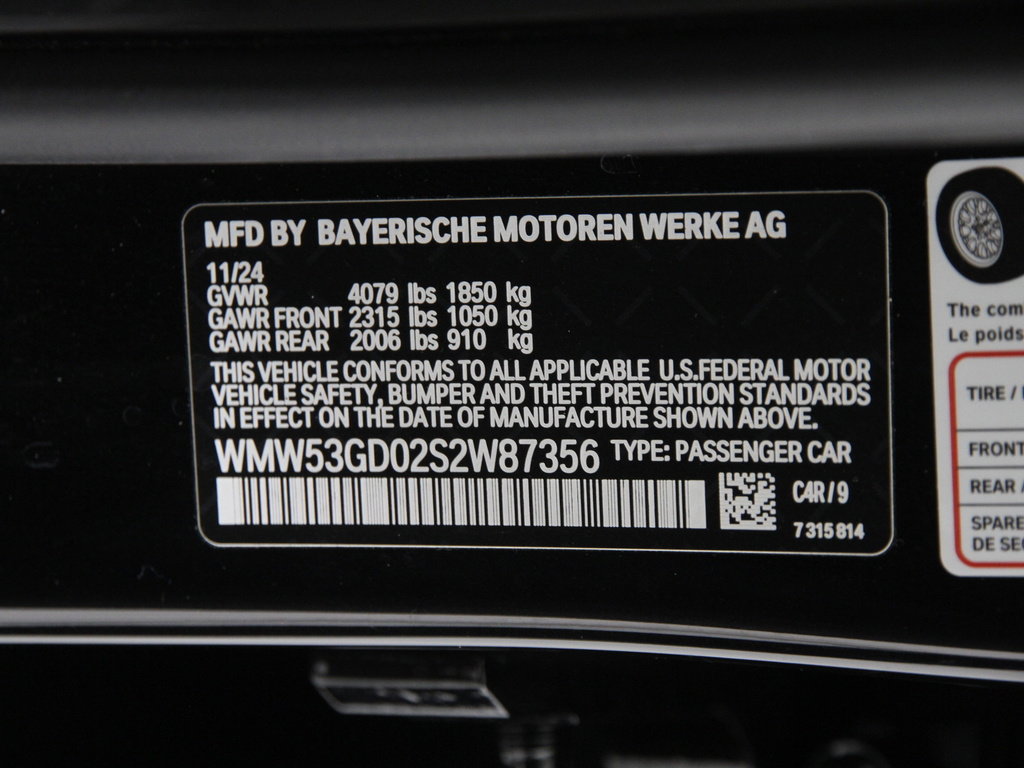 MFD BY BAYERISCHE MOTOREN WERKE AG
11/24
GVWR 4079 lbs 1850 kg
GAWR FRONT 2315 lbs 1050 kg
GAWR REAR 2006 lbs 910 kg
THIS VEHICLE CONFORMS TO ALL APPLICABLE U.S.FEDERAL MOTOR
VEHICLE SAFETY, BUMPER AND THEFT PREVENTION STANDARDS
IN EFFECT ON THE DATE OF MANUFACTURE SHOWN ABOVE.
WMW53GD02S2W87356 TYPE: PASSENGER CAR
C4R/9
7315814
The com
Le poids
TIRE /
FRONT
REAR
SPARE
DE SEC